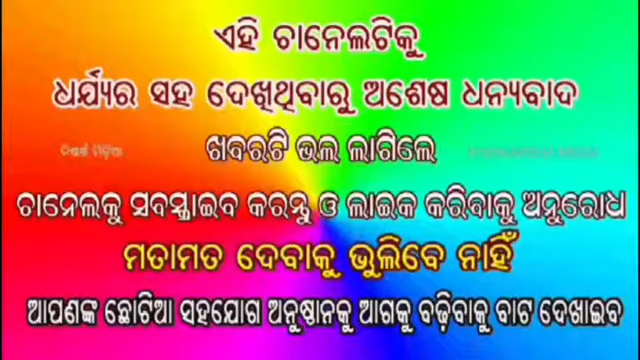 ଏହି ଚାନେଲଟିକୁ
ଧର୍ଯ୍ୟର ସହ ଦେଖିଥିବାରୁ ଅଶେଷ ଧନ୍ୟବାଦ
ଖବରଟି ଭଲ ଲାଗିଲେ
ଚାନେଲକୁ ସବସ୍କ୍ରାଇବ କରନ୍ତୁ ଓ ଲାଇକ କରିବାକୁ ଅନୁରୋଧ
ମତାମତ ଦେବାକୁ ଭୁଲିବେ ନାହିଁ
ଆପଣଙ୍କ ଛୋଟିଆ ସହଯୋଗ ଅନୁଷ୍ଠାନକୁ ଆଗକୁ ବଢ଼ିବାକୁ ବାଟ ଦେଖାଇବ